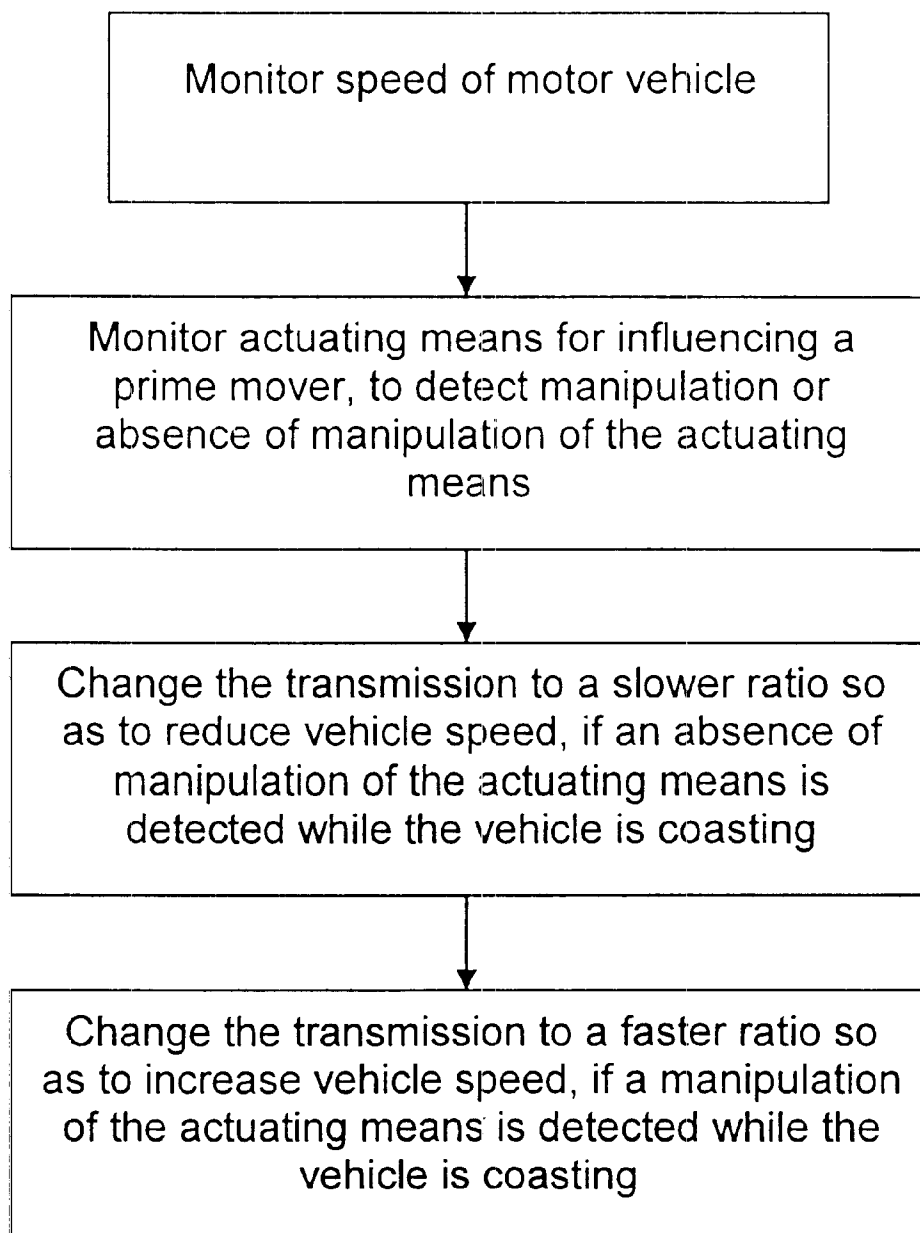 Monitor speed of motor vehicle
Monitor actuating means for influencing a
prime mover, to detect manipulation or
absence of manipulation of the actuating
means
Change the transmission to a slower ratio so
as to reduce vehicle speed, if an absence of
manipulation of the actuating means is
detected while the vehicle is coasting
Change the transmission to a faster ratio so
as to increase vehicle speed, if a manipulation
of the actuating means is detected while the
vehicle is coasting